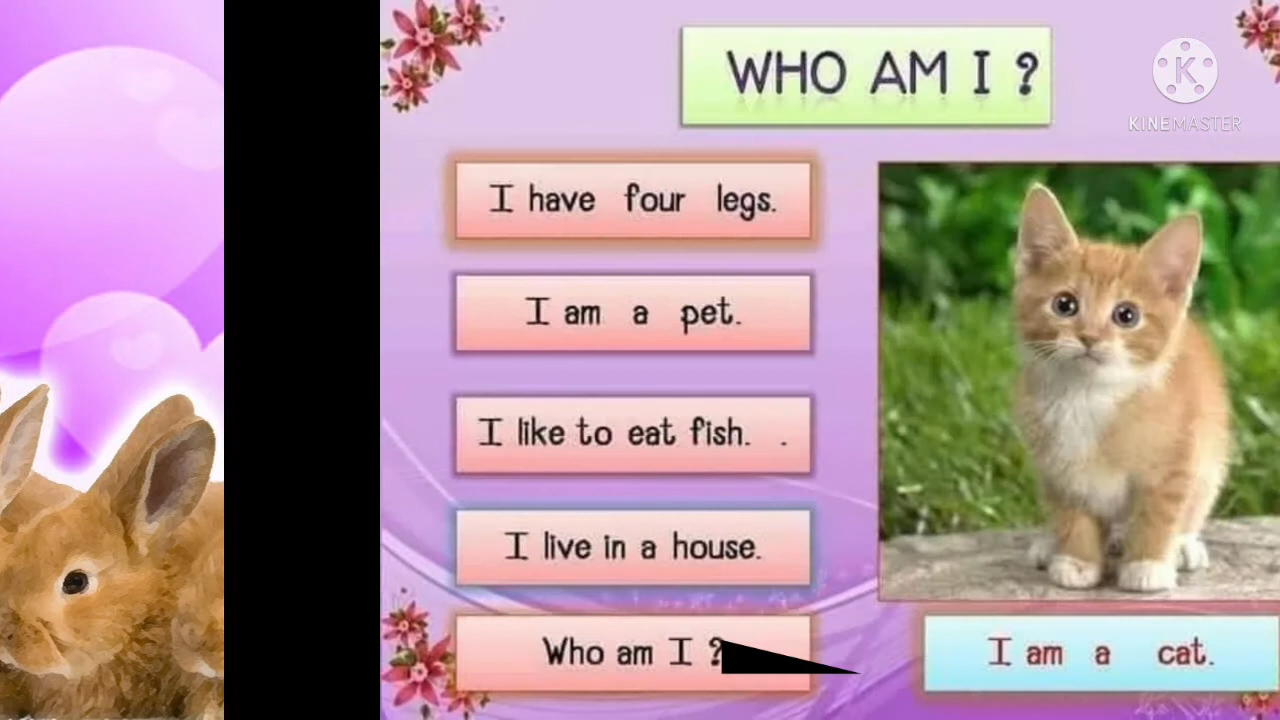 WHO AM I ?
K
KINEMASTER
I have four legs.
I am a pet.
I like to eat fish. .
I live in a house.
Who am I ?
I am a cat.